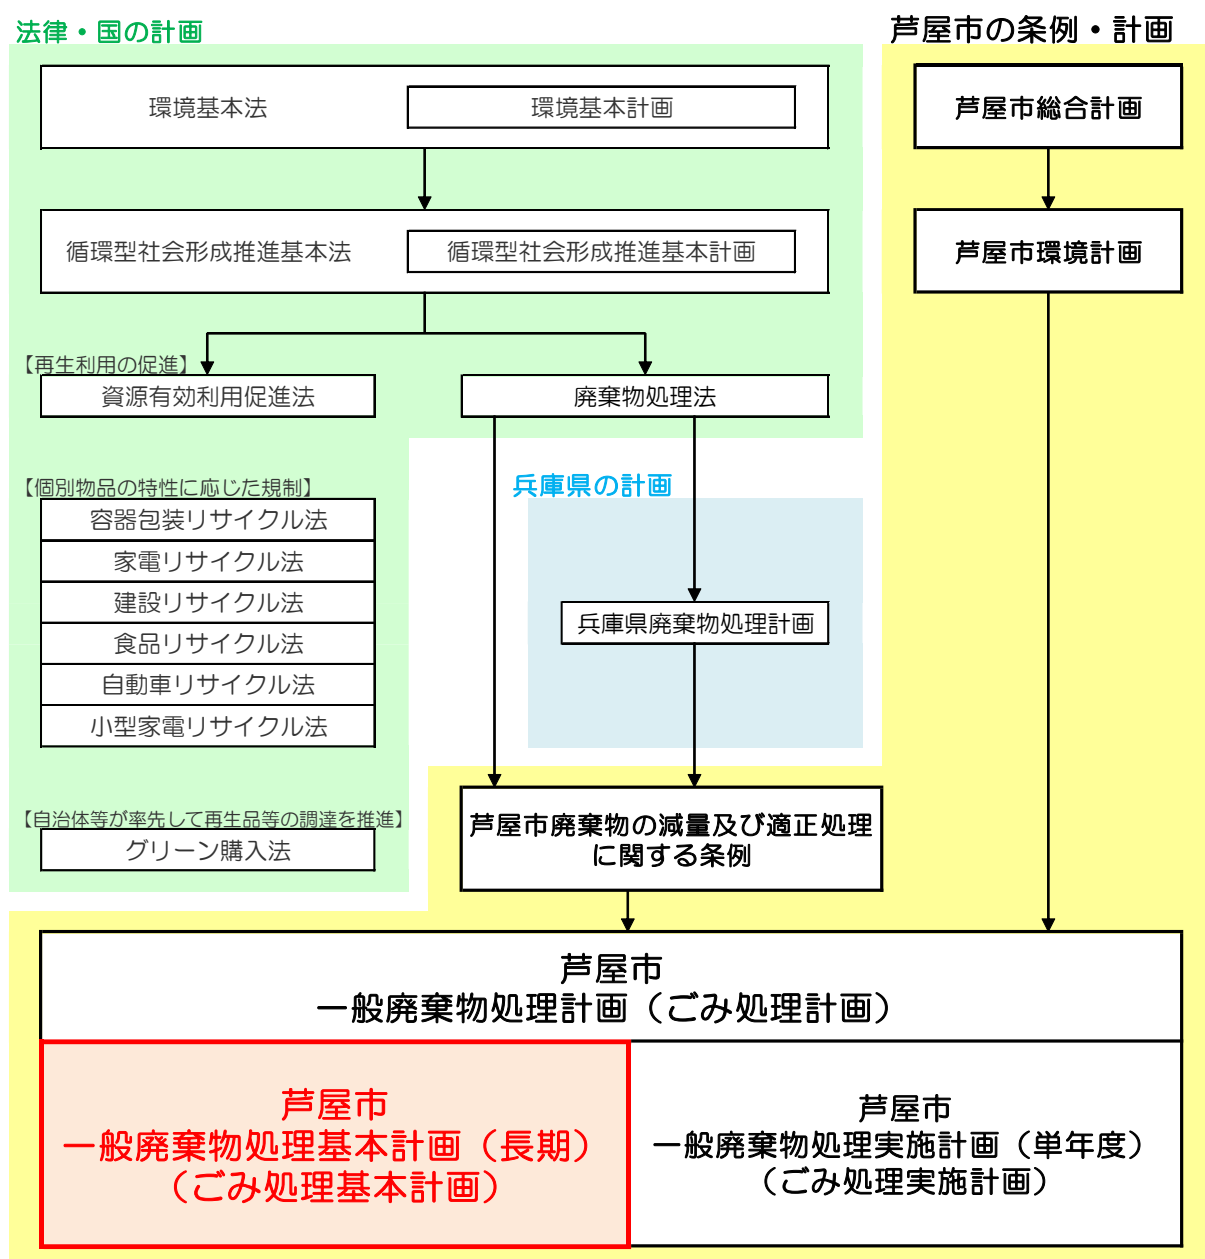 法律・国の計画
環境基本法
環境基本計画
循環型社会形成推進基本法
循環型社会形成推進基本計画
【再生利用の促進】
資源有効利用促進法
廃棄物処理法
【個別物品の特性に応じた規制】
容器包装リサイクル法
家電リサイクル法
建設リサイクル法
食品リサイクル法
自動車リサイクル法
小型家電リサイクル法
【自治体等が率先して再生品等の調達を推進】
グリーン購入法
兵庫県の計画
兵庫県廃棄物処理計画
芦屋市の条例・計画
芦屋市総合計画
芦屋市環境計画
芦屋市廃棄物の減量及び適正処理
に関する条例
芦屋市
一般廃棄物処理計画（ごみ処理計画）
芦屋市
一般廃棄物処理基本計画（長期）
（ごみ処理基本計画）
芦屋市
一般廃棄物処理実施計画（単年度）
（ごみ処理実施計画）